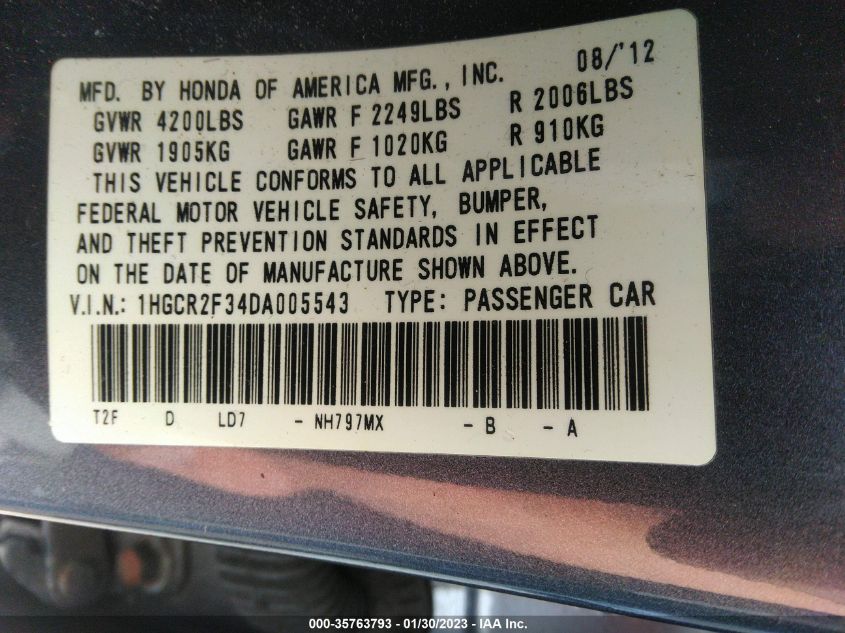 MFD. BY HONDA OF AMERICA MFG., INC. 08/'12
GVWR 4200LBS GAWR F 2249LBS R 2006LBS
GVWR 1905KG GAWR F 1020KG R 910KG
THIS VEHICLE CONFORMS TO ALL APPLICABLE
FEDERAL MOTOR VEHICLE SAFETY, BUMPER,
AND THEFT PREVENTION STANDARDS IN EFFECT
ON THE DATE OF MANUFACTURE SHOWN ABOVE.
V.I.N.: 1HGCR2F34DA005543 TYPE: PASSENGER CAR
T2F D LD7 - NH797MX - B - A
000-35763793 - 01/30/2023 - IAA Inc.